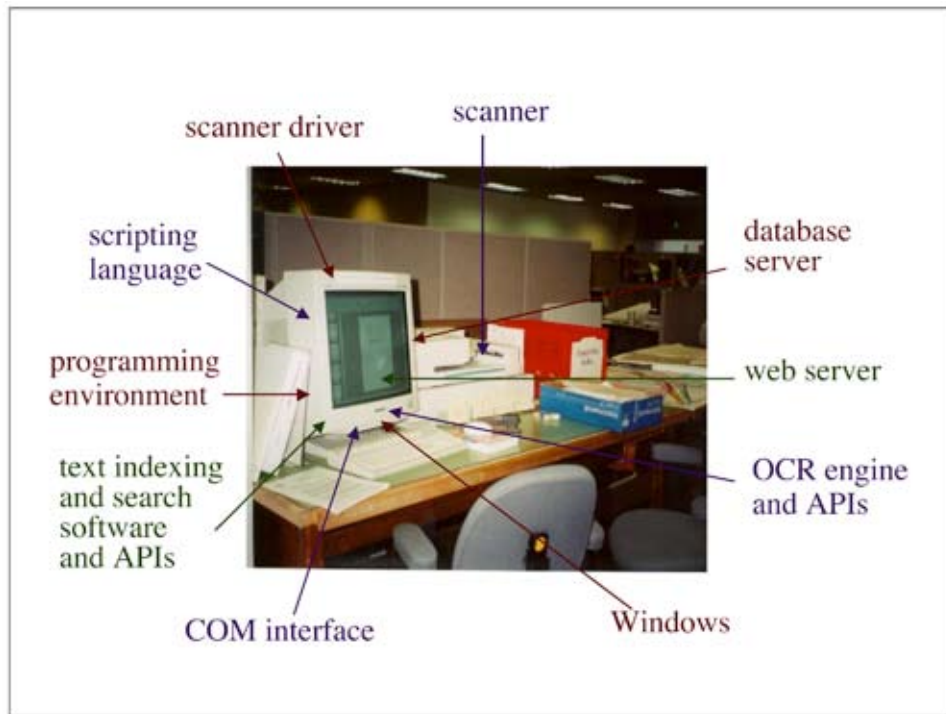 scanner driver
scanner
scripting
language
database
server
programming
environment
web server
text indexing
and search
software
and APIs
OCR engine
and APIs
COM interface
Windows